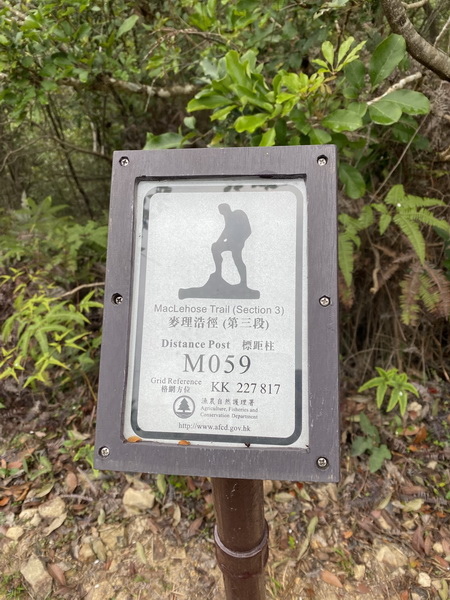 MacLehose Trail (Section 3)
麥理浩徑 (第三段)
Distance Post 標距柱
M059
Grid Reference
格網方位
KK 227 817
漁農自然護理署
Agriculture, Fisheries and
Conservation Department
http://www.afcd.gov.hk